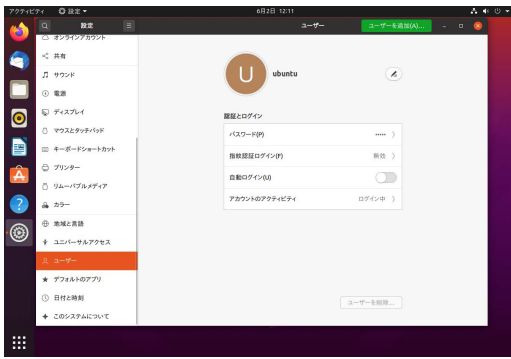 アクティビティ
設定
6月2日 12:11
設定
ユーザー
ユーザーを追加(A)...
オンラインアカウント
共有
サウンド
電源
ディスプレイ
マウスとタッチパッド
キーボードショートカット
プリンター
リムーバブルメディア
カラー
地域と言語
ユニバーサルアクセス
ユーザー
デフォルトのアプリ
日付と時刻
このシステムについて
U
ubuntu
認証とログイン
パスワード(P) •••••
指紋認証ログイン(F) 無効
自動ログイン(U)
アカウントのアクティビティ ログイン中
ユーザーを削除...